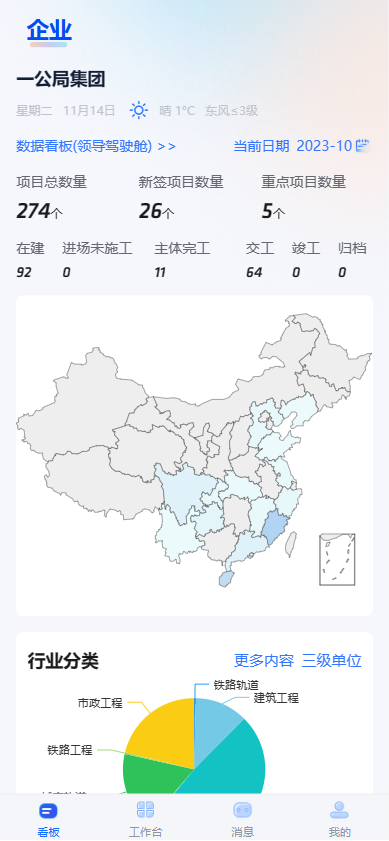 企业
一公局集团
星期二 11月14日 晴 1°C 东风≤3级
数据看板(领导驾驶舱) >> 当前日期 2023-10
项目总数量 新签项目数量 重点项目数量
274个 26个 5个
在建 进场未施工 主体完工 交工 竣工 归档
92 0 11 64 0 0
行业分类 更多内容 三级单位
铁路轨道
建筑工程
市政工程
铁路工程
看板 工作台 消息 我的